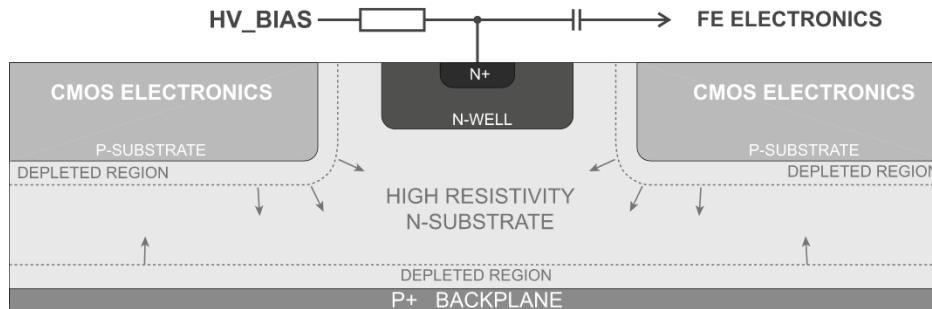 HV_BIAS
FE ELECTRONICS
N+
CMOS ELECTRONICS
CMOS ELECTRONICS
N-WELL
P-SUBSTRATE
P-SUBSTRATE
DEPLETED REGION
DEPLETED REGION
HIGH RESISTIVITY
N-SUBSTRATE
DEPLETED REGION
P+ BACKPLANE